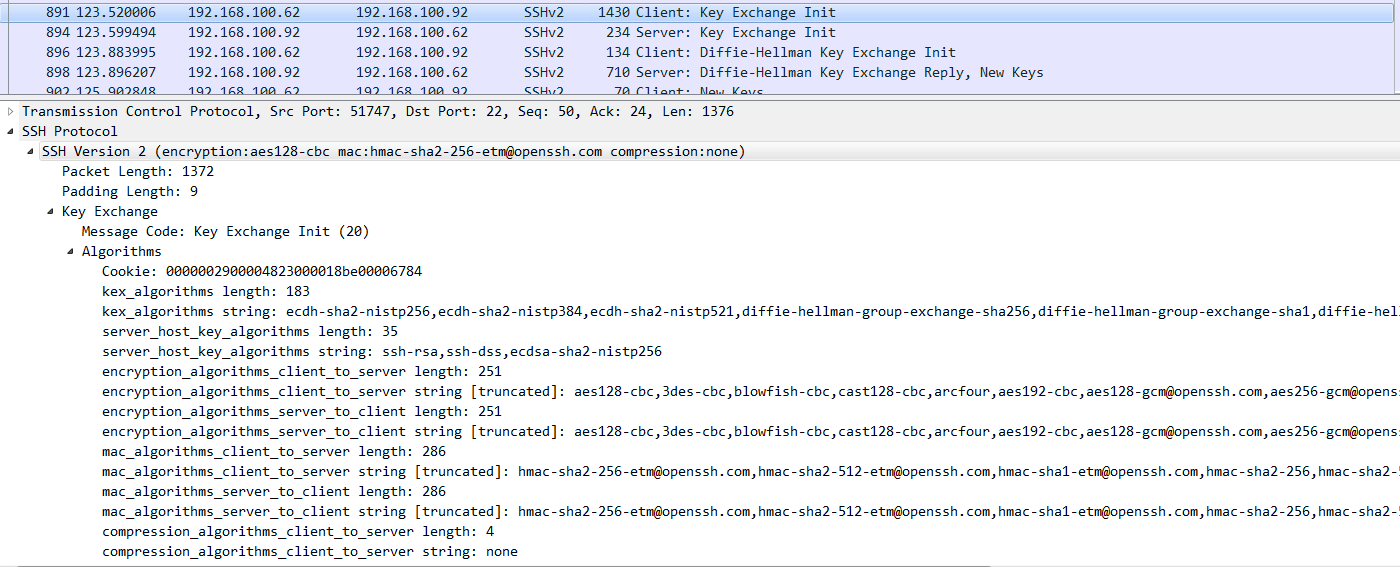 891 123.520006 192.168.100.62 192.168.100.92 SSHv2 1430 Client: Key Exchange Init
894 123.599494 192.168.100.92 192.168.100.62 SSHv2 234 Server: Key Exchange Init
896 123.883995 192.168.100.62 192.168.100.92 SSHv2 134 Client: Diffie-Hellman Key Exchange Init
898 123.896207 192.168.100.92 192.168.100.62 SSHv2 710 Server: Diffie-Hellman Key Exchange Reply, New Keys
902 125.902848 192.168.100.62 192.168.100.92 SSHv2 70 Client: New Keys
Transmission Control Protocol, Src Port: 51747, Dst Port: 22, Seq: 50, Ack: 24, Len: 1376
SSH Protocol
SSH Version 2 (encryption:aes128-cbc mac:hmac-sha2-256-etm@openssh.com compression:none)
Packet Length: 1372
Padding Length: 9
Key Exchange
Message Code: Key Exchange Init (20)
Algorithms
Cookie: 0000002900004823000018be00006784
kex_algorithms length: 183
kex_algorithms string: ecdh-sha2-nistp256,ecdh-sha2-nistp384,ecdh-sha2-nistp521,diffie-hellman-group-exchange-sha256,diffie-hellman-group-exchange-sha1,diffie-hel
server_host_key_algorithms length: 35
server_host_key_algorithms string: ssh-rsa,ssh-dss,ecdsa-sha2-nistp256
encryption_algorithms_client_to_server length: 251
encryption_algorithms_client_to_server string [truncated]: aes128-cbc,3des-cbc,blowfish-cbc,cast128-cbc,arcfour,aes192-cbc,aes128-gcm@openssh.com,aes256-gcm@opens
encryption_algorithms_server_to_client length: 251
encryption_algorithms_server_to_client string [truncated]: aes128-cbc,3des-cbc,blowfish-cbc,cast128-cbc,arcfour,aes192-cbc,aes128-gcm@openssh.com,aes256-gcm@opens
mac_algorithms_client_to_server length: 286
mac_algorithms_client_to_server string [truncated]: hmac-sha2-256-etm@openssh.com,hmac-sha2-512-etm@openssh.com,hmac-sha1-etm@openssh.com,hmac-sha2-256,hmac-sha2-5
mac_algorithms_server_to_client length: 286
mac_algorithms_server_to_client string [truncated]: hmac-sha2-256-etm@openssh.com,hmac-sha2-512-etm@openssh.com,hmac-sha1-etm@openssh.com,hmac-sha2-256,hmac-sha2-5
compression_algorithms_client_to_server length: 4
compression_algorithms_client_to_server string: none